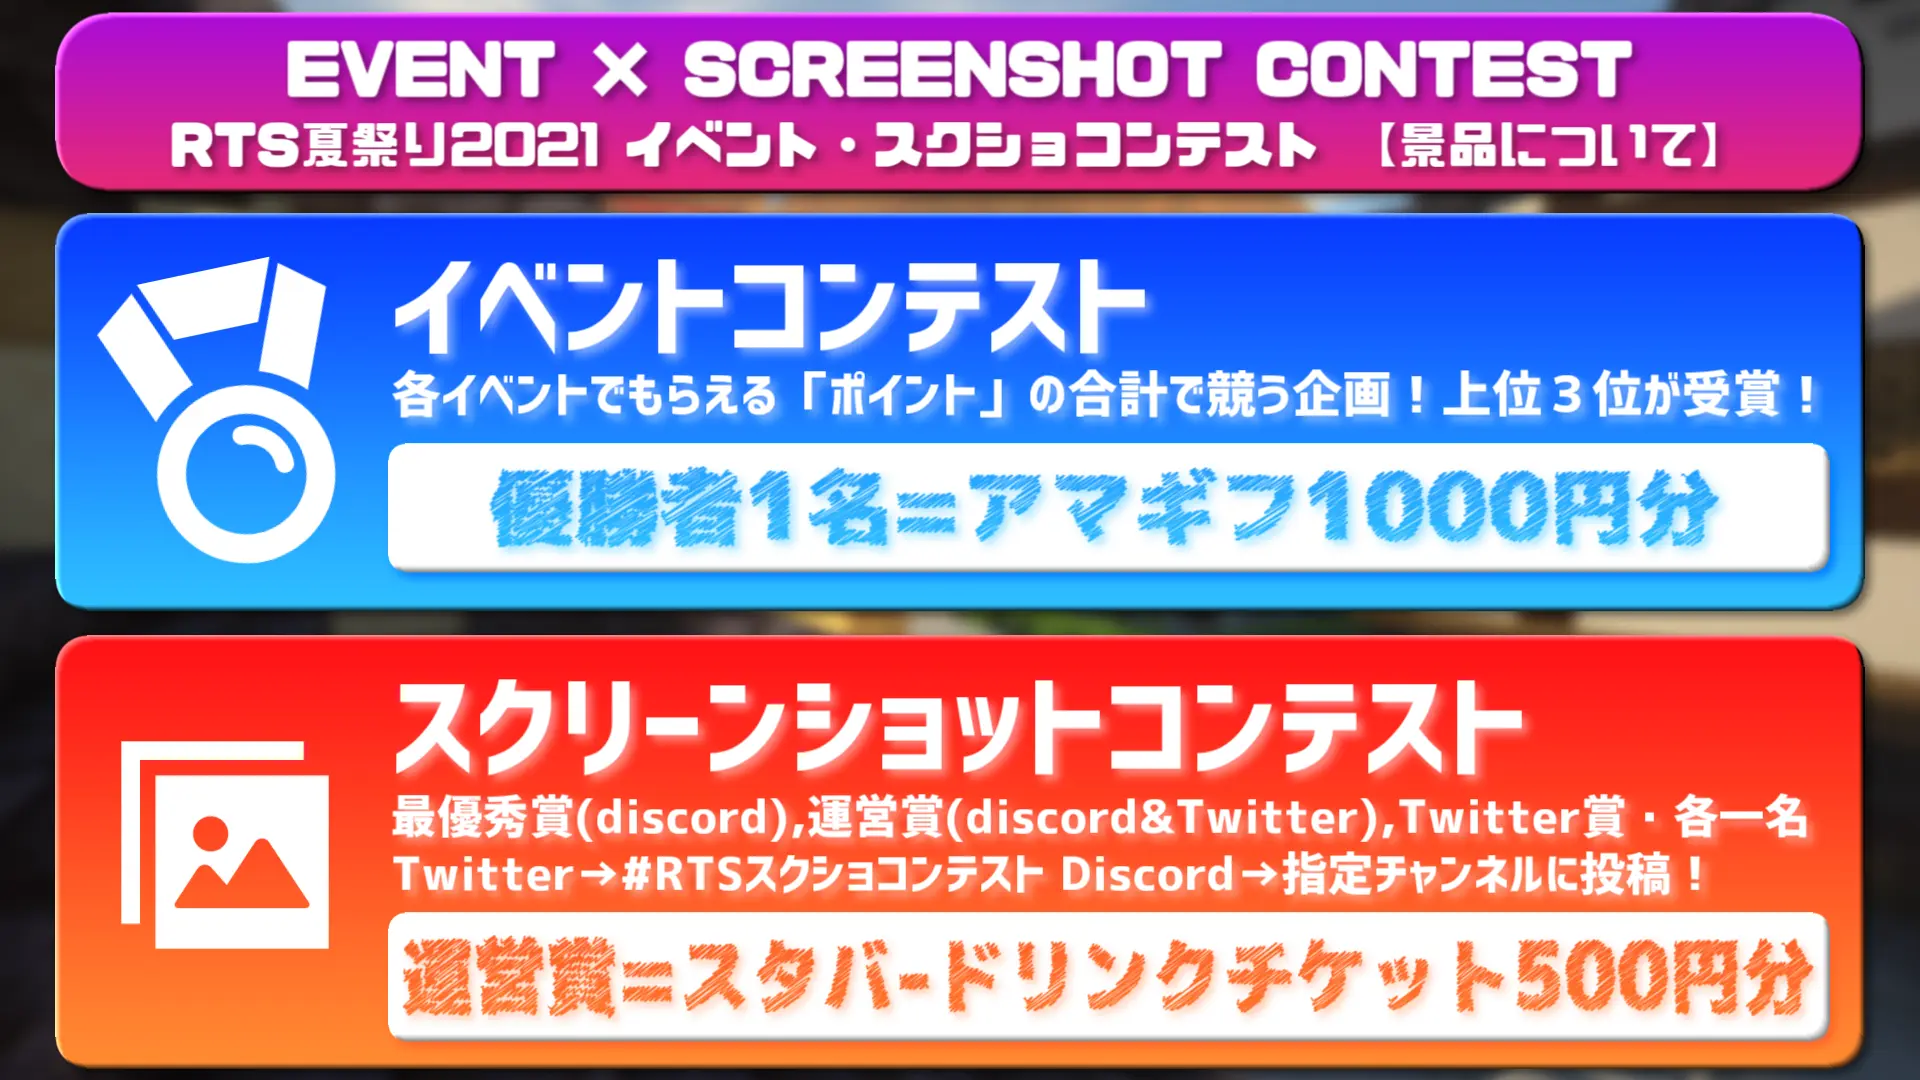 EVENT × SCREENSHOT CONTEST
RTS夏祭り2021 イベント・スクショコンテスト 【景品について】
イベントコンテスト
各イベントでもらえる「ポイント」の合計で競う企画！上位３位が受賞！
優勝者1名=アマギフ1000円分
スクリーンショットコンテスト
最優秀賞(discord),運営賞(discord&Twitter),Twitter賞・各一名
Twitter→#RTSスクショコンテスト Discord→指定チャンネルに投稿！
運営賞=スタバードリンクチケット500円分